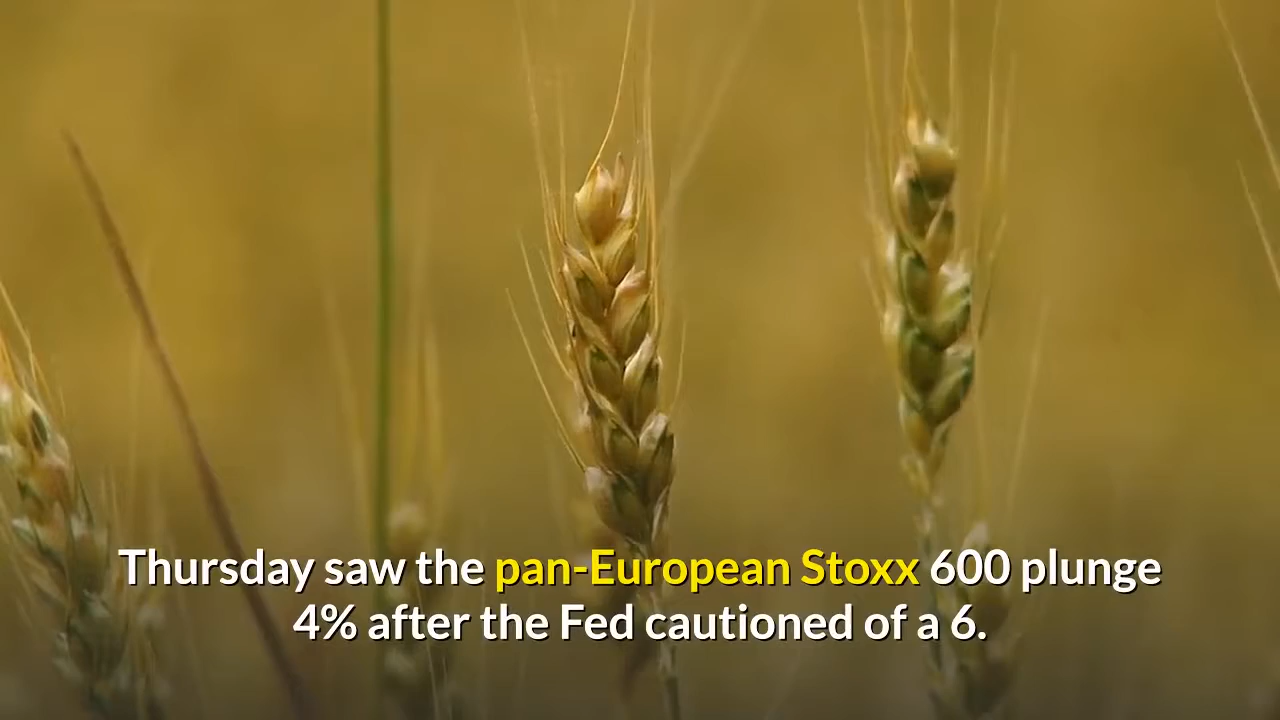 Thursday saw the pan-European Stoxx 600 plunge
4% after the Fed cautioned of a 6.